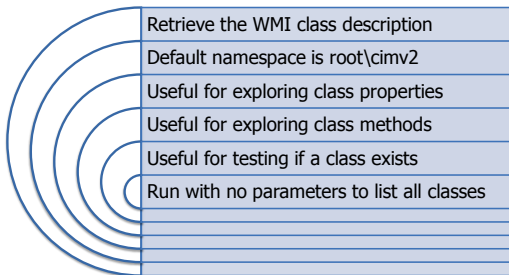 Retrieve the WMI class description
Default namespace is root\cimv2
Useful for exploring class properties
Useful for exploring class methods
Useful for testing if a class exists
Run with no parameters to list all classes